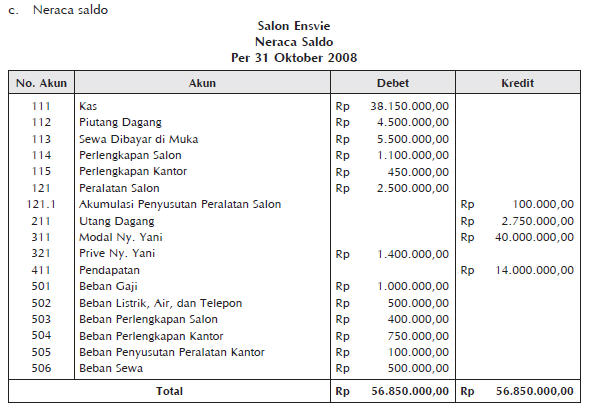 c. Neraca saldo
Salon Ensvie
Neraca Saldo
Per 31 Oktober 2008
No. Akun Akun Debet Kredit
111 Kas Rp 38.150.000,00
112 Piutang Dagang Rp 4.500.000,00
113 Sewa Dibayar di Muka Rp 5.500.000,00
114 Perlengkapan Salon Rp 1.100.000,00
115 Perlengkapan Kantor Rp 450.000,00
121 Peralatan Salon Rp 2.500.000,00
121.1 Akumulasi Penyusutan Peralatan Salon Rp 100.000,00
211 Utang Dagang Rp 2.750.000,00
311 Modal Ny. Yani Rp 40.000.000,00
321 Prive Ny. Yani Rp 1.400.000,00
411 Pendapatan Rp 14.000.000,00
501 Beban Gaji Rp 1.000.000,00
502 Beban Listrik, Air, dan Telepon Rp 500.000,00
503 Beban Perlengkapan Salon Rp 400.000,00
504 Beban Perlengkapan Kantor Rp 750.000,00
505 Beban Penyusutan Peralatan Kantor Rp 100.000,00
506 Beban Sewa Rp 500.000,00
Total Rp 56.850.000,00 Rp 56.850.000,00